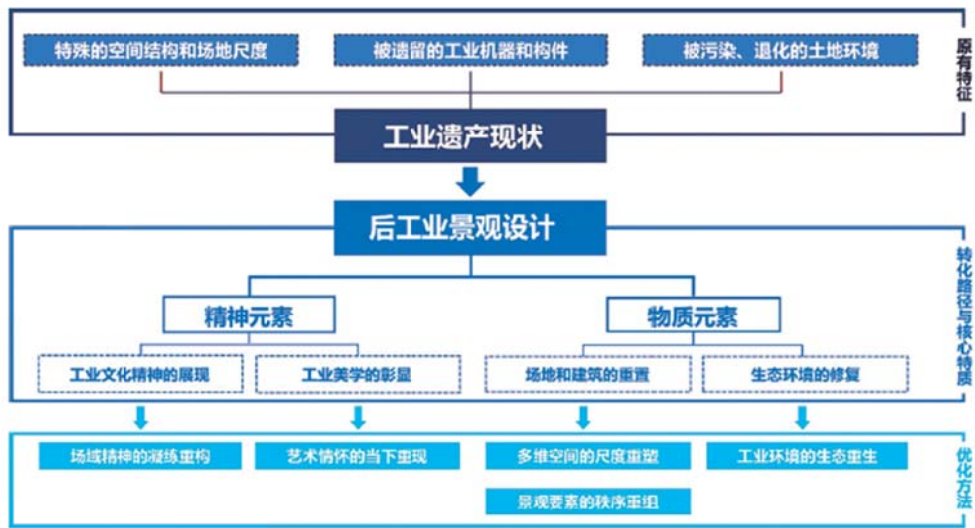 特殊的空间结构和场地尺度
被遗留的工业机器和构件
被污染、退化的土地环境
原有特征
工业遗产现状
后工业景观设计
精神元素
物质元素
工业文化精神的展现
工业美学的彰显
场地和建筑的重置
生态环境的修复
转化路径与核心特质
场域精神的凝练重构
艺术情怀的当下重现
多维空间的尺度重塑
工业环境的生态重生
景观要素的秩序重组
优化方法